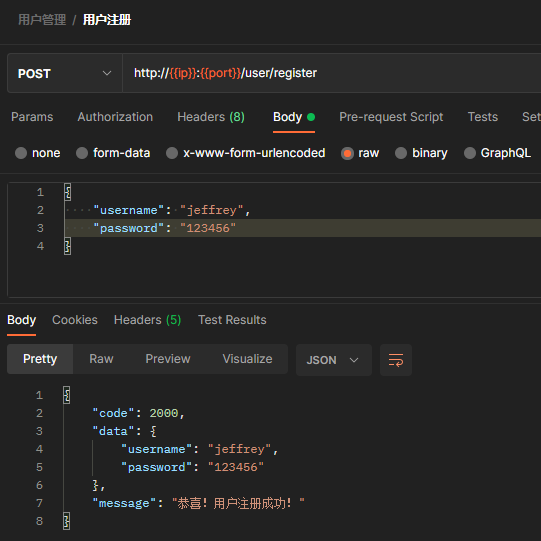 用户管理 / 用户注册
POST http://{{ip}}:{{port}}/user/register
Params Authorization Headers (8) Body Pre-request Script Tests Set
none form-data x-www-form-urlencoded raw binary GraphQL
1 {
2 "username": "jeffrey",
3 "password": "123456"
4 }
Body Cookies Headers (5) Test Results
Pretty Raw Preview Visualize JSON
1 {
2 "code": 2000,
3 "data": {
4 "username": "jeffrey",
5 "password": "123456"
6 },
7 "message": "恭喜！用户注册成功！"
8 }